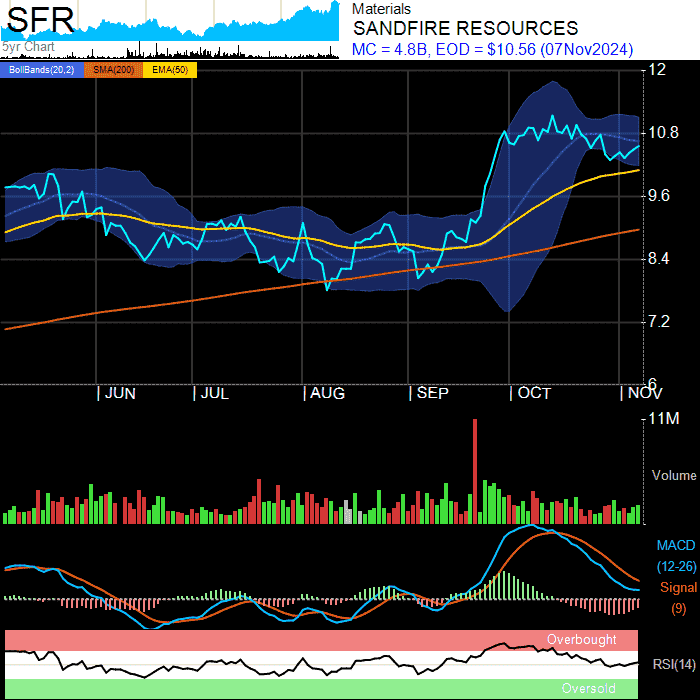 SFR
5yr Chart
Materials
SANDFIRE RESOURCES
MC = 4.8B, EOD = $10.56 (07Nov2024)
BollBands(20,2) SMA(200) EMA(50)
12
10.8
9.6
8.4
7.2
6
JUN JUL AUG SEP OCT NOV
11M
Volume
MACD
(12-26)
Signal
(9)
Overbought
RSI(14)
Oversold